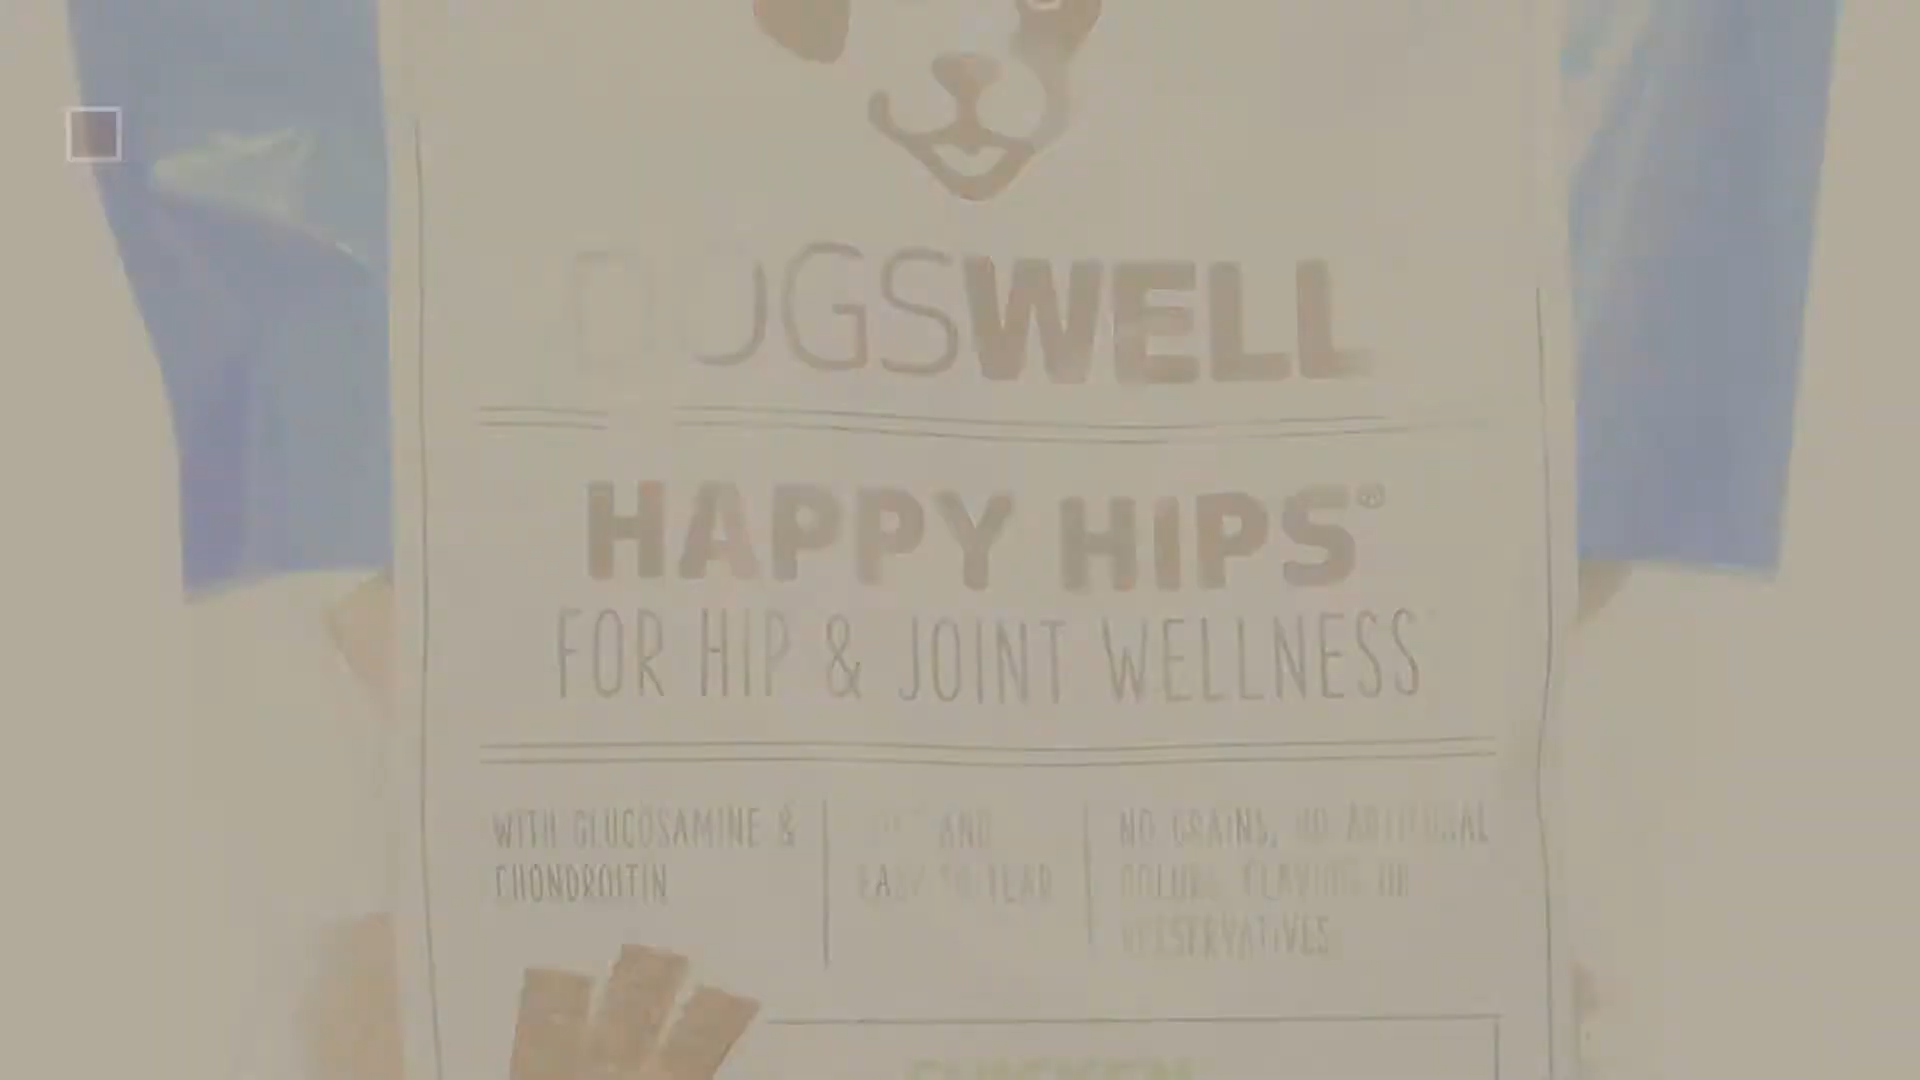 DOGSWELL
HAPPY HIPS®
FOR HIP & JOINT WELLNESS
WITH GLUCOSAMINE &
CHONDROITIN
AND
EASY TO TEAR
NO GRAINS, NO ARTIFICIAL
COLORS, FLAVORS OR
PRESERVATIVES
CHICKEN